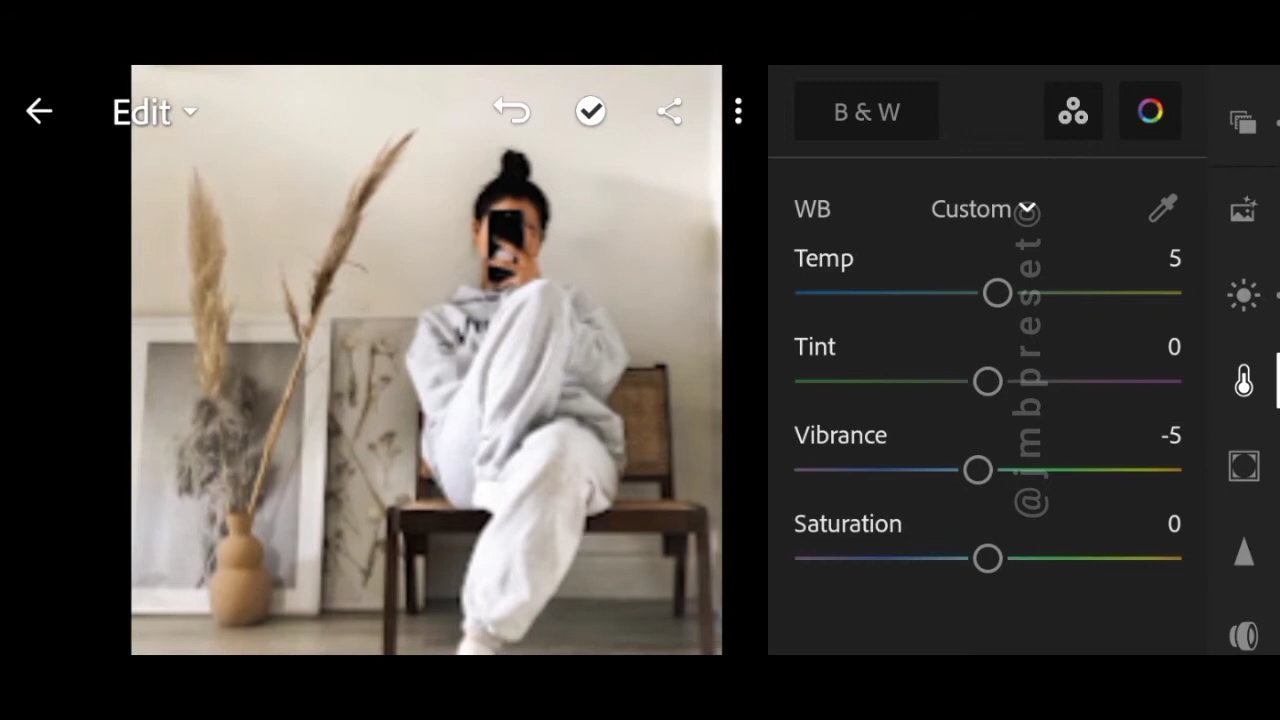 Edit
B & W
WB Custom
Temp 5
Tint 0
Vibrance -5
Saturation 0
@jmbpreset©